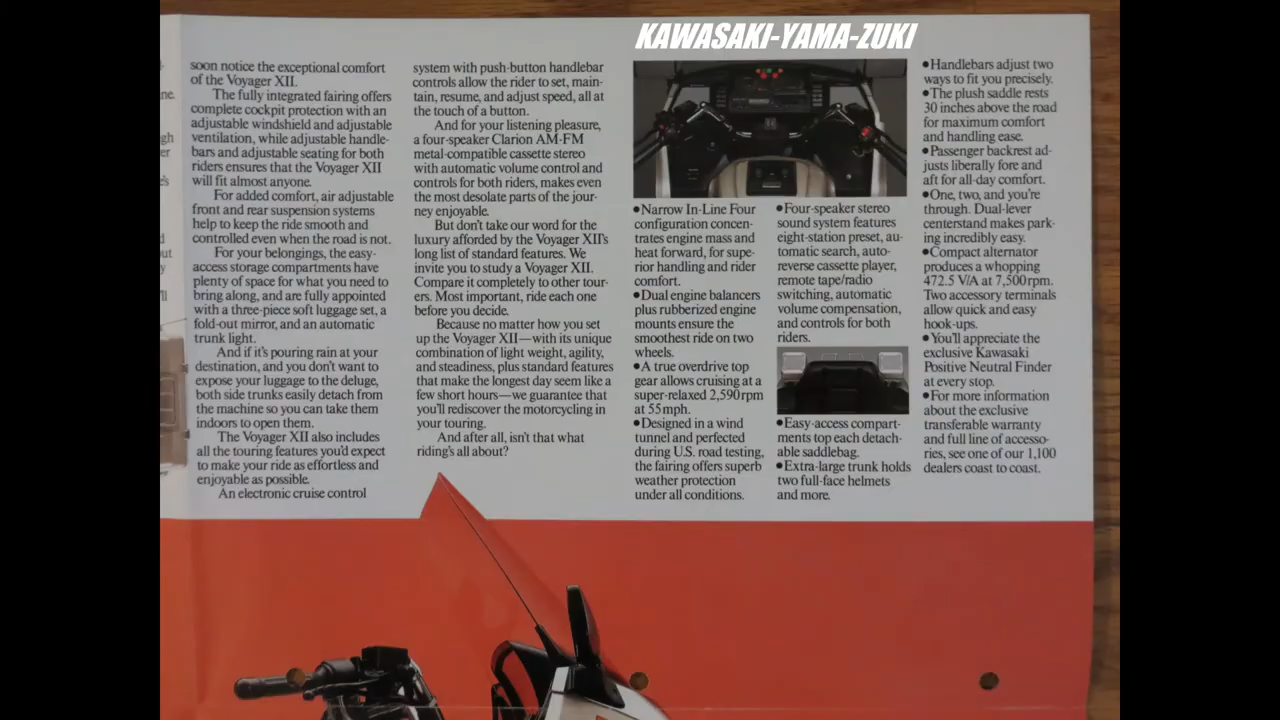 KAWASAKI-YAMA-ZUKI
ne.
gh
er
e's
d
out
y
'll
soon notice the exceptional comfort
of the Voyager XII.
The fully integrated fairing offers
complete cockpit protection with an
adjustable windshield and adjustable
ventilation, while adjustable handle-
bars and adjustable seating for both
riders ensures that the Voyager XII
will fit almost anyone.
For added comfort, air adjustable
front and rear suspension systems
help to keep the ride smooth and
controlled even when the road is not.
For your belongings, the easy-
access storage compartments have
plenty of space for what you need to
bring along, and are fully appointed
with a three-piece soft luggage set, a
fold-out mirror, and an automatic
trunk light.
And if it's pouring rain at your
destination, and you don't want to
expose your luggage to the deluge,
both side trunks easily detach from
the machine so you can take them
indoors to open them.
The Voyager XII also includes
all the touring features you'd expect
to make your ride as effortless and
enjoyable as possible.
An electronic cruise control
system with push-button handlebar
controls allow the rider to set, main-
tain, resume, and adjust speed, all at
the touch of a button.
And for your listening pleasure,
a four-speaker Clarion AM-FM
metal-compatible cassette stereo
with automatic volume control and
controls for both riders, makes even
the most desolate parts of the jour-
ney enjoyable.
But don't take our word for the
luxury afforded by the Voyager XII's
long list of standard features. We
invite you to study a Voyager XII.
Compare it completely to other tour-
ers. Most important, ride each one
before you decide.
Because no matter how you set
up the Voyager XII—with its unique
combination of light weight, agility,
and steadiness, plus standard features
that make the longest day seem like a
few short hours—we guarantee that
you'll rediscover the motorcycling in
your touring.
And after all, isn't that what
riding's all about?
•Narrow In-Line Four
configuration concen-
trates engine mass and
heat forward, for supe-
rior handling and rider
comfort.
•Dual engine balancers
plus rubberized engine
mounts ensure the
smoothest ride on two
wheels.
•A true overdrive top
gear allows cruising at a
super-relaxed 2,590 rpm
at 55 mph.
•Designed in a wind
tunnel and perfected
during U.S. road testing,
the fairing offers superb
weather protection
under all conditions.
•Four-speaker stereo
sound system features
eight-station preset, au-
tomatic search, auto-
reverse cassette player,
remote tape/radio
switching, automatic
volume compensation,
and controls for both
riders.
•Easy-access compart-
ments top each detach-
able saddlebag.
•Extra-large trunk holds
two full-face helmets
and more.
•Handlebars adjust two
ways to fit you precisely.
•The plush saddle rests
30 inches above the road
for maximum comfort
and handling ease.
•Passenger backrest ad-
justs liberally fore and
aft for all-day comfort.
•One, two, and you're
through. Dual-lever
centerstand makes park-
ing incredibly easy.
•Compact alternator
produces a whopping
472.5 V/A at 7,500 rpm.
Two accessory terminals
allow quick and easy
hook-ups.
•You'll appreciate the
exclusive Kawasaki
Positive Neutral Finder
at every stop.
•For more information
about the exclusive
transferable warranty
and full line of accesso-
ries, see one of our 1,100
dealers coast to coast.